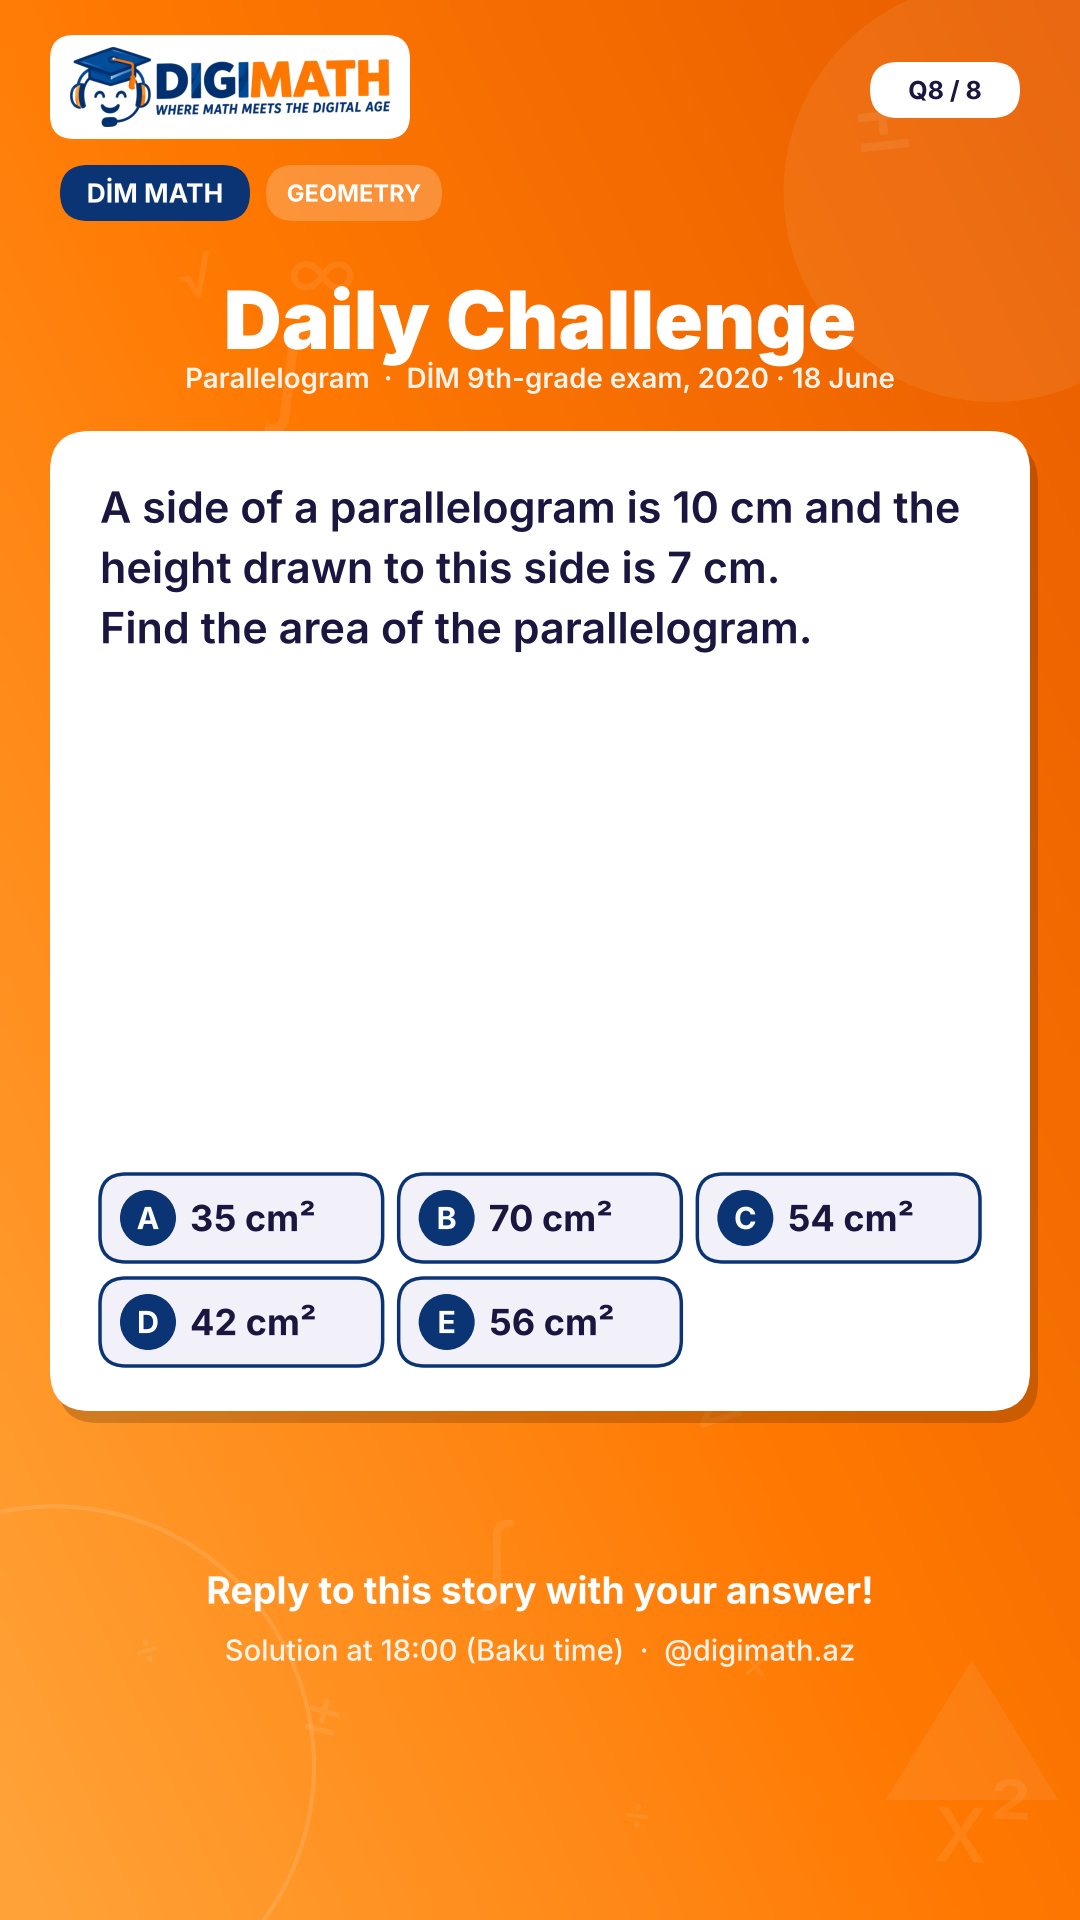 DIGIMATH
WHERE MATH MEETS THE DIGITAL AGE
Q8 / 8
DİM MATH
GEOMETRY
±
√
∞
∫
Daily Challenge
Parallelogram · DİM 9th-grade exam, 2020 · 18 June
A side of a parallelogram is 10 cm and the
height drawn to this side is 7 cm.
Find the area of the parallelogram.
A 35 cm²
B 70 cm²
C 54 cm²
D 42 cm²
E 56 cm²
∫
Reply to this story with your answer!
Solution at 18:00 (Baku time) · @digimath.az
÷
×
±
÷
x²